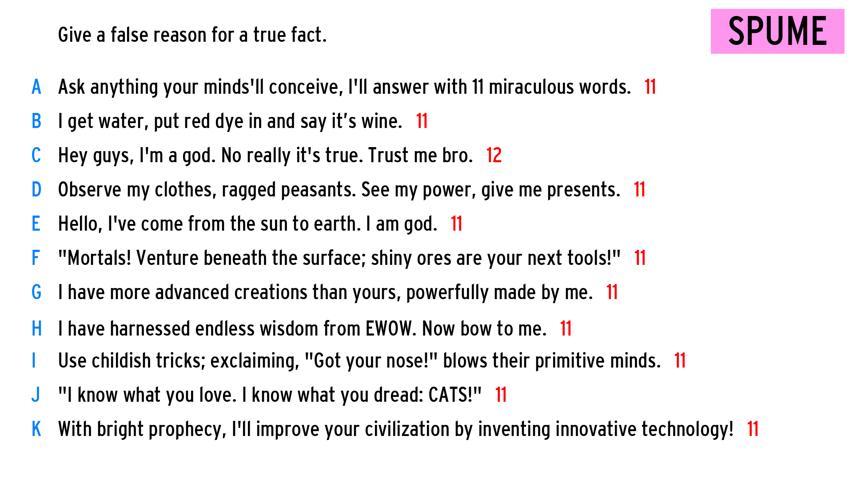 Give a false reason for a true fact.
SPUME
A Ask anything your minds'll conceive, I'll answer with 11 miraculous words. 11
B I get water, put red dye in and say it’s wine. 11
C Hey guys, I'm a god. No really it's true. Trust me bro. 12
D Observe my clothes, ragged peasants. See my power, give me presents. 11
E Hello, I've come from the sun to earth. I am god. 11
F "Mortals! Venture beneath the surface; shiny ores are your next tools!" 11
G I have more advanced creations than yours, powerfully made by me. 11
H I have harnessed endless wisdom from EWOW. Now bow to me. 11
I Use childish tricks; exclaiming, "Got your nose!" blows their primitive minds. 11
J "I know what you love. I know what you dread: CATS!" 11
K With bright prophecy, I'll improve your civilization by inventing innovative technology! 11